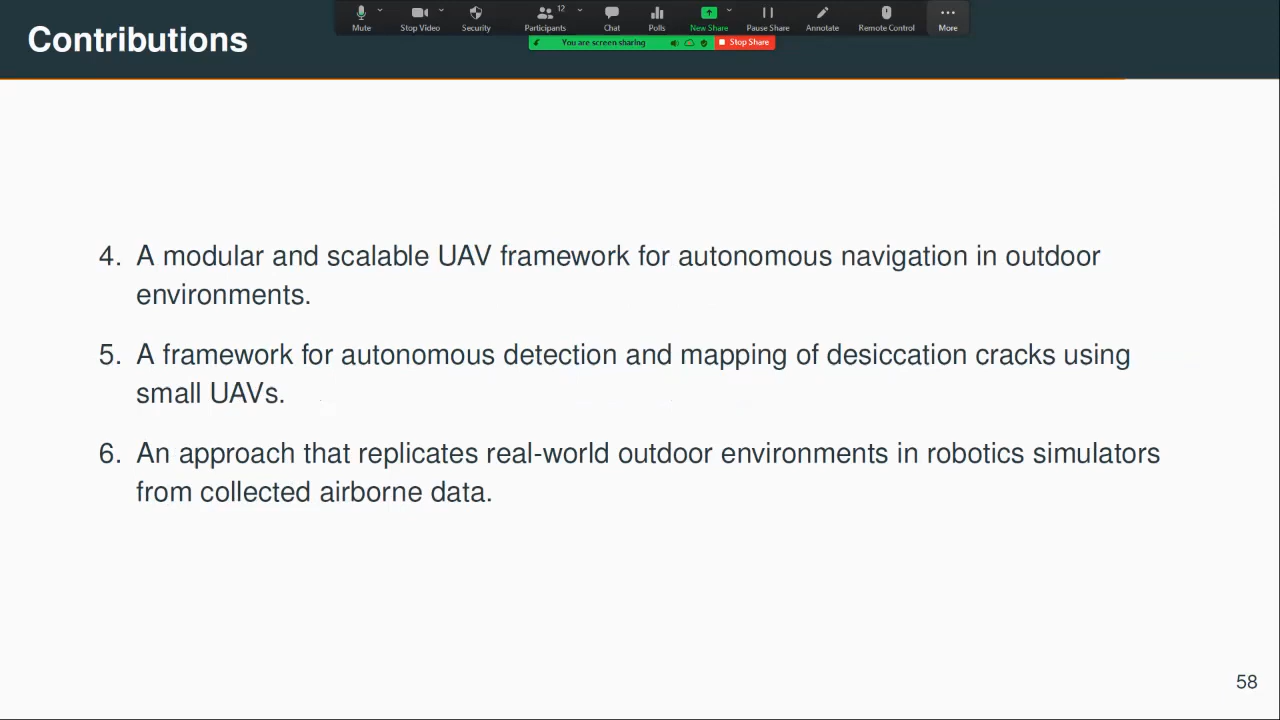 Contributions
Mute
Stop Video
Security
12
Participants
Chat
Polls
New Share
Pause Share
Annotate
Remote Control
More
You are screen sharing
Stop Share
4. A modular and scalable UAV framework for autonomous navigation in outdoor
environments.
5. A framework for autonomous detection and mapping of desiccation cracks using
small UAVs.
6. An approach that replicates real-world outdoor environments in robotics simulators
from collected airborne data.
58